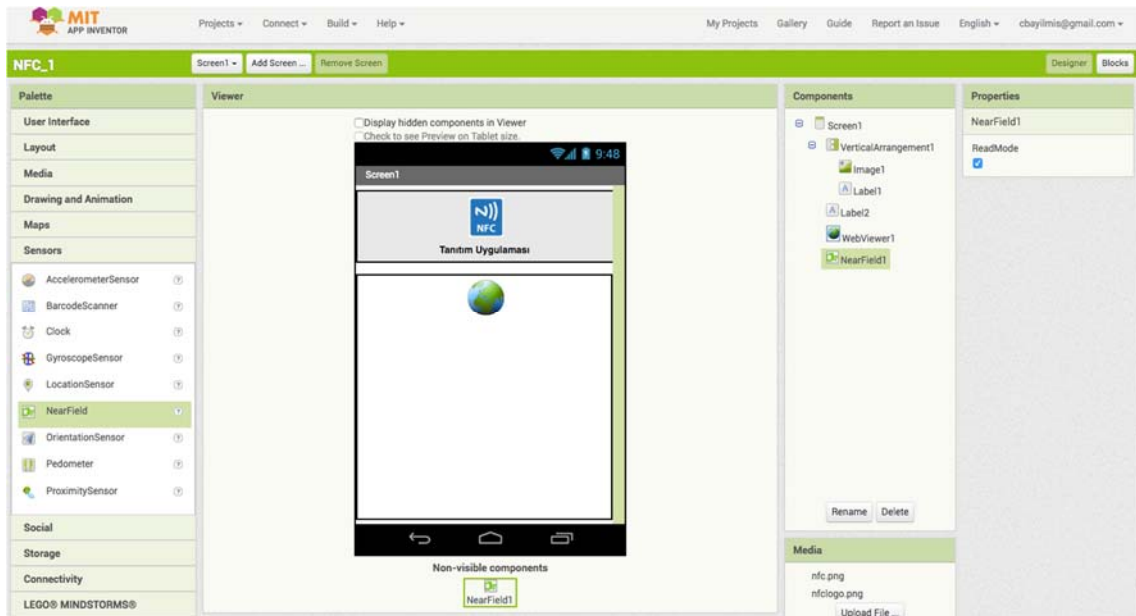 MIT
APP INVENTOR
Projects Connect Build Help
My Projects Gallery Guide Report an Issue English cbayilmis@gmail.com
NFC_1
Screen1 Add Screen ... Remove Screen
Designer Blocks
Palette
User Interface
Layout
Media
Drawing and Animation
Maps
Sensors
AccelerometerSensor ?
BarcodeScanner ?
Clock ?
GyroscopeSensor ?
LocationSensor ?
NearField ?
OrientationSensor ?
Pedometer ?
ProximitySensor ?
Social
Storage
Connectivity
LEGO® MINDSTORMS®
Viewer
Display hidden components in Viewer
Check to see Preview on Tablet size.
9:48
Screen1
N
NFC
Tanıtım Uygulaması
Non-visible components
NearField1
Components
Screen1
VerticalArrangement1
Image1
A Label1
A Label2
WebViewer1
NearField1
Rename Delete
Media
nfc.png
nfclogo.png
Upload File ...
Properties
NearField1
ReadMode